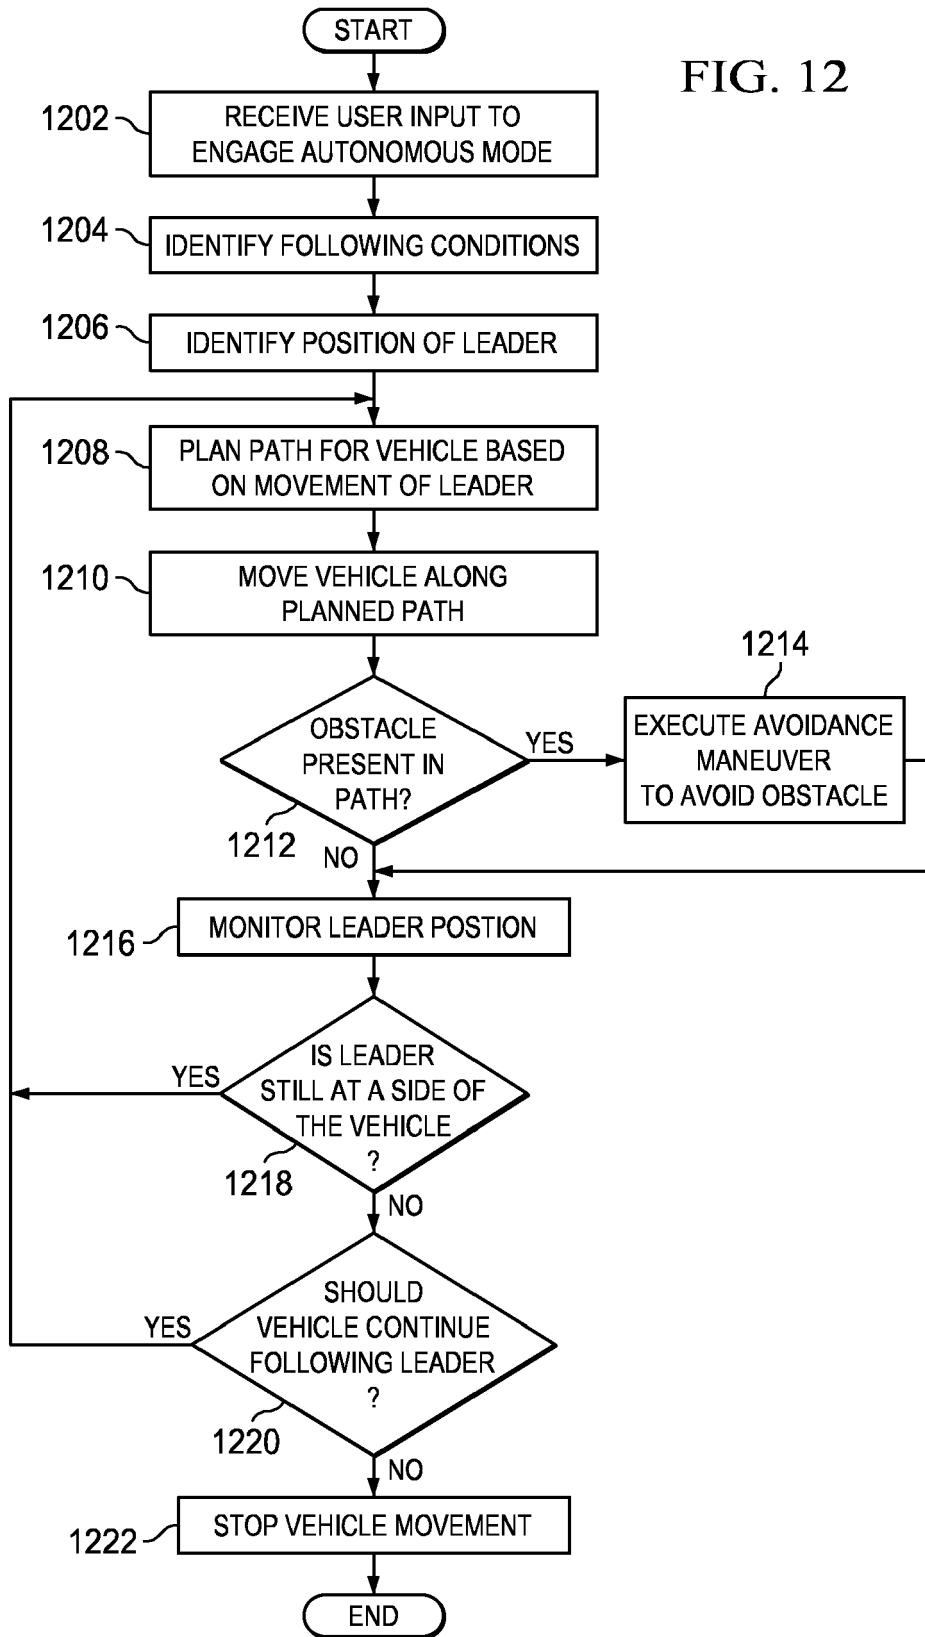 START
FIG. 12
1202
RECEIVE USER INPUT TO
ENGAGE AUTONOMOUS MODE
1204
IDENTIFY FOLLOWING CONDITIONS
1206
IDENTIFY POSITION OF LEADER
1208
PLAN PATH FOR VEHICLE BASED
ON MOVEMENT OF LEADER
1210
MOVE VEHICLE ALONG
PLANNED PATH
OBSTACLE
PRESENT IN
PATH?
1212
YES
1214
EXECUTE AVOIDANCE
MANEUVER
TO AVOID OBSTACLE
NO
1216
MONITOR LEADER POSTION
IS LEADER
STILL AT A SIDE OF
THE VEHICLE
?
YES
1218
NO
SHOULD
VEHICLE CONTINUE
FOLLOWING LEADER
?
YES
1220
NO
1222
STOP VEHICLE MOVEMENT
END